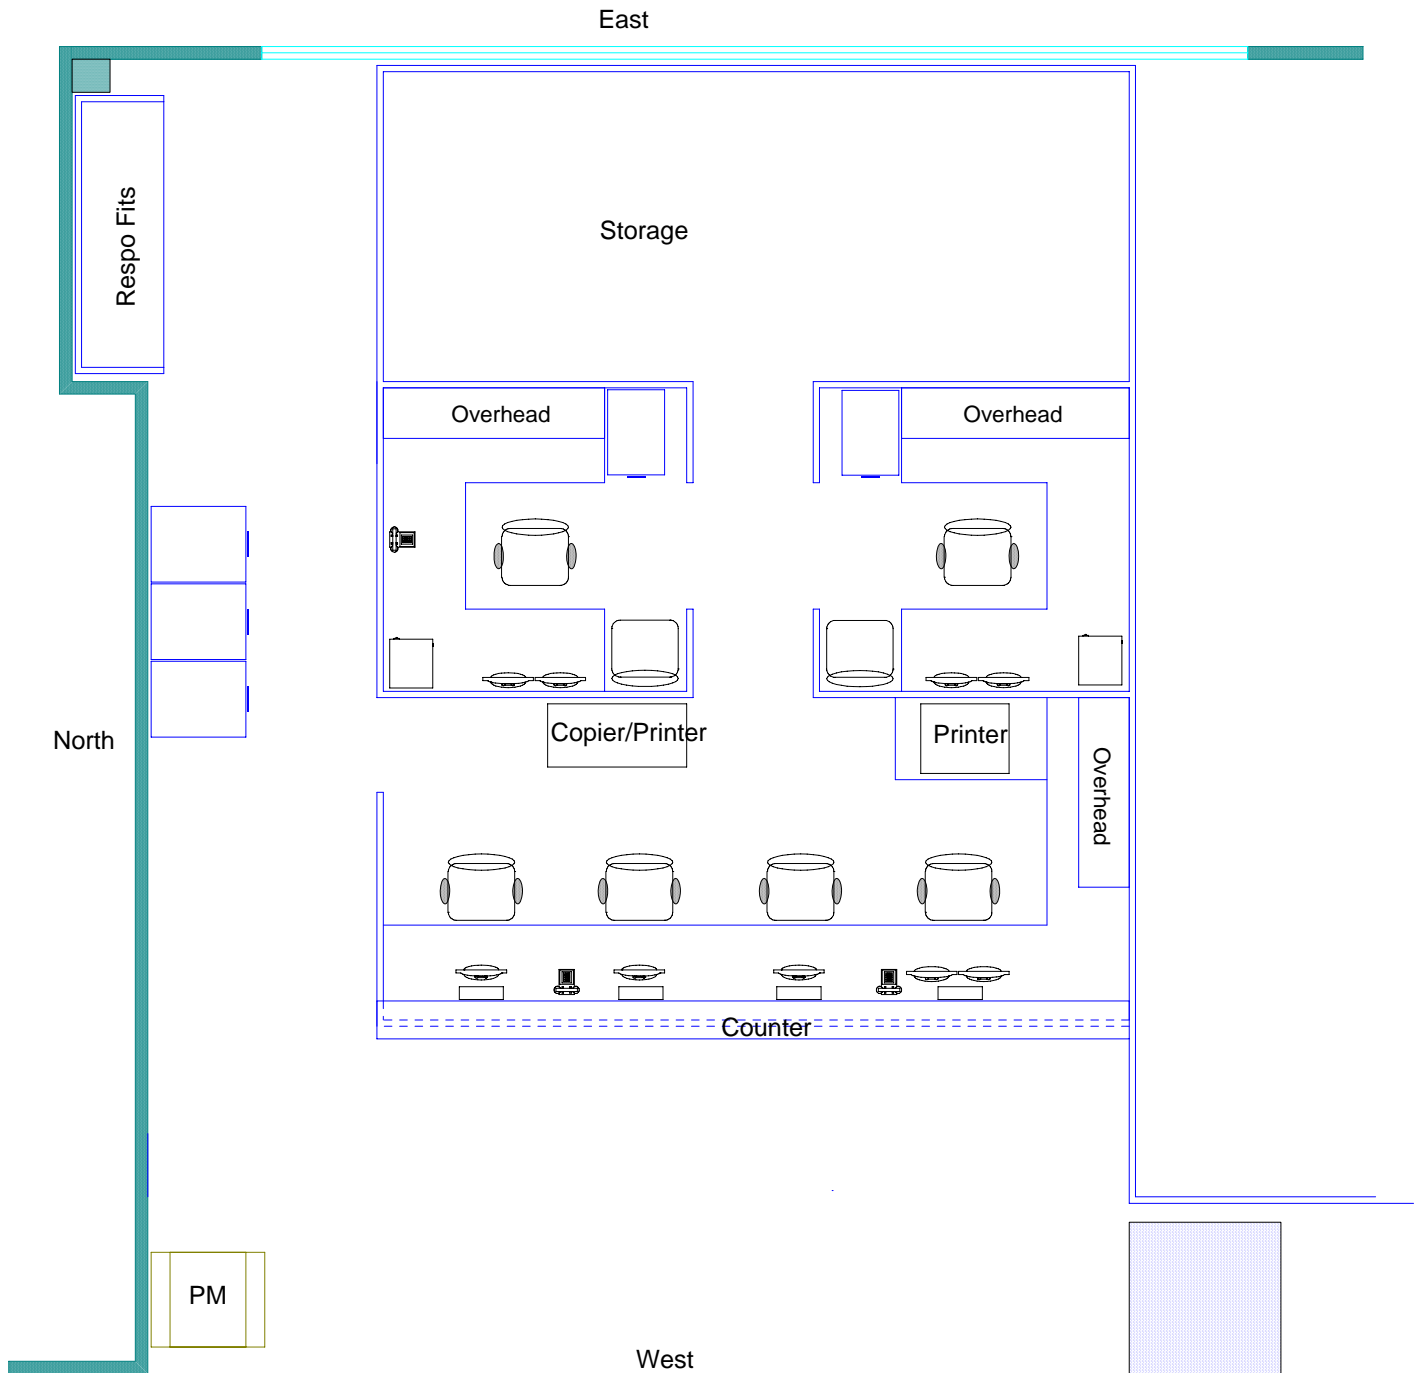 East
Respo Fits
Storage
Overhead
Overhead
Copier/Printer
Printer
North
Overhead
Counter
PM
West